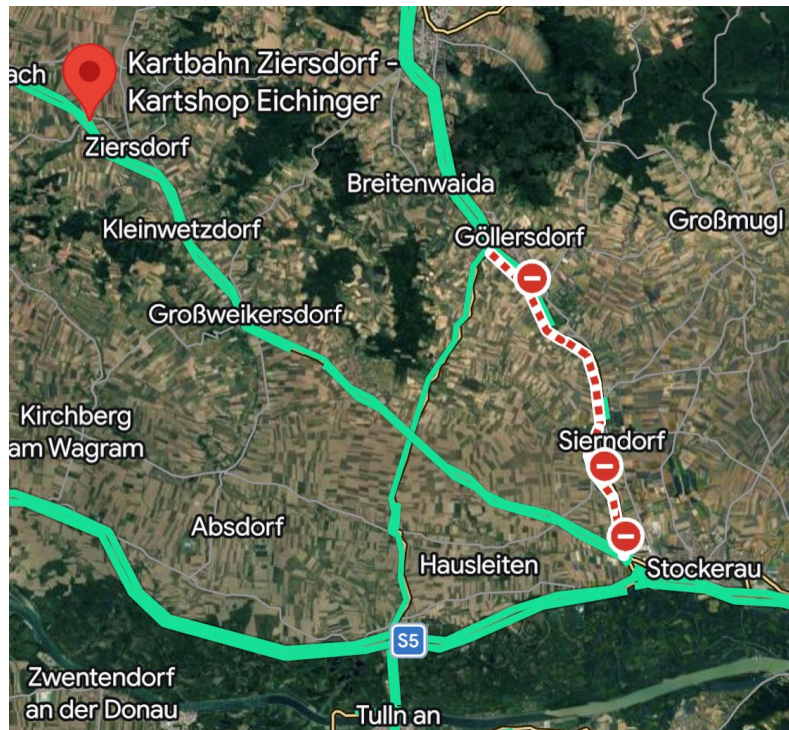 ach
Kartbahn Ziersdorf -
Kartshop Eichinger
Ziersdorf
Breitenwaida
Großmugl
Kleinwetzdorf
Göllersdorf
Großweikersdorf
Kirchberg
am Wagram
Sierndorf
Absdorf
Hausleiten
Stockerau
S5
Zwentendorf
an der Donau
Tulln an